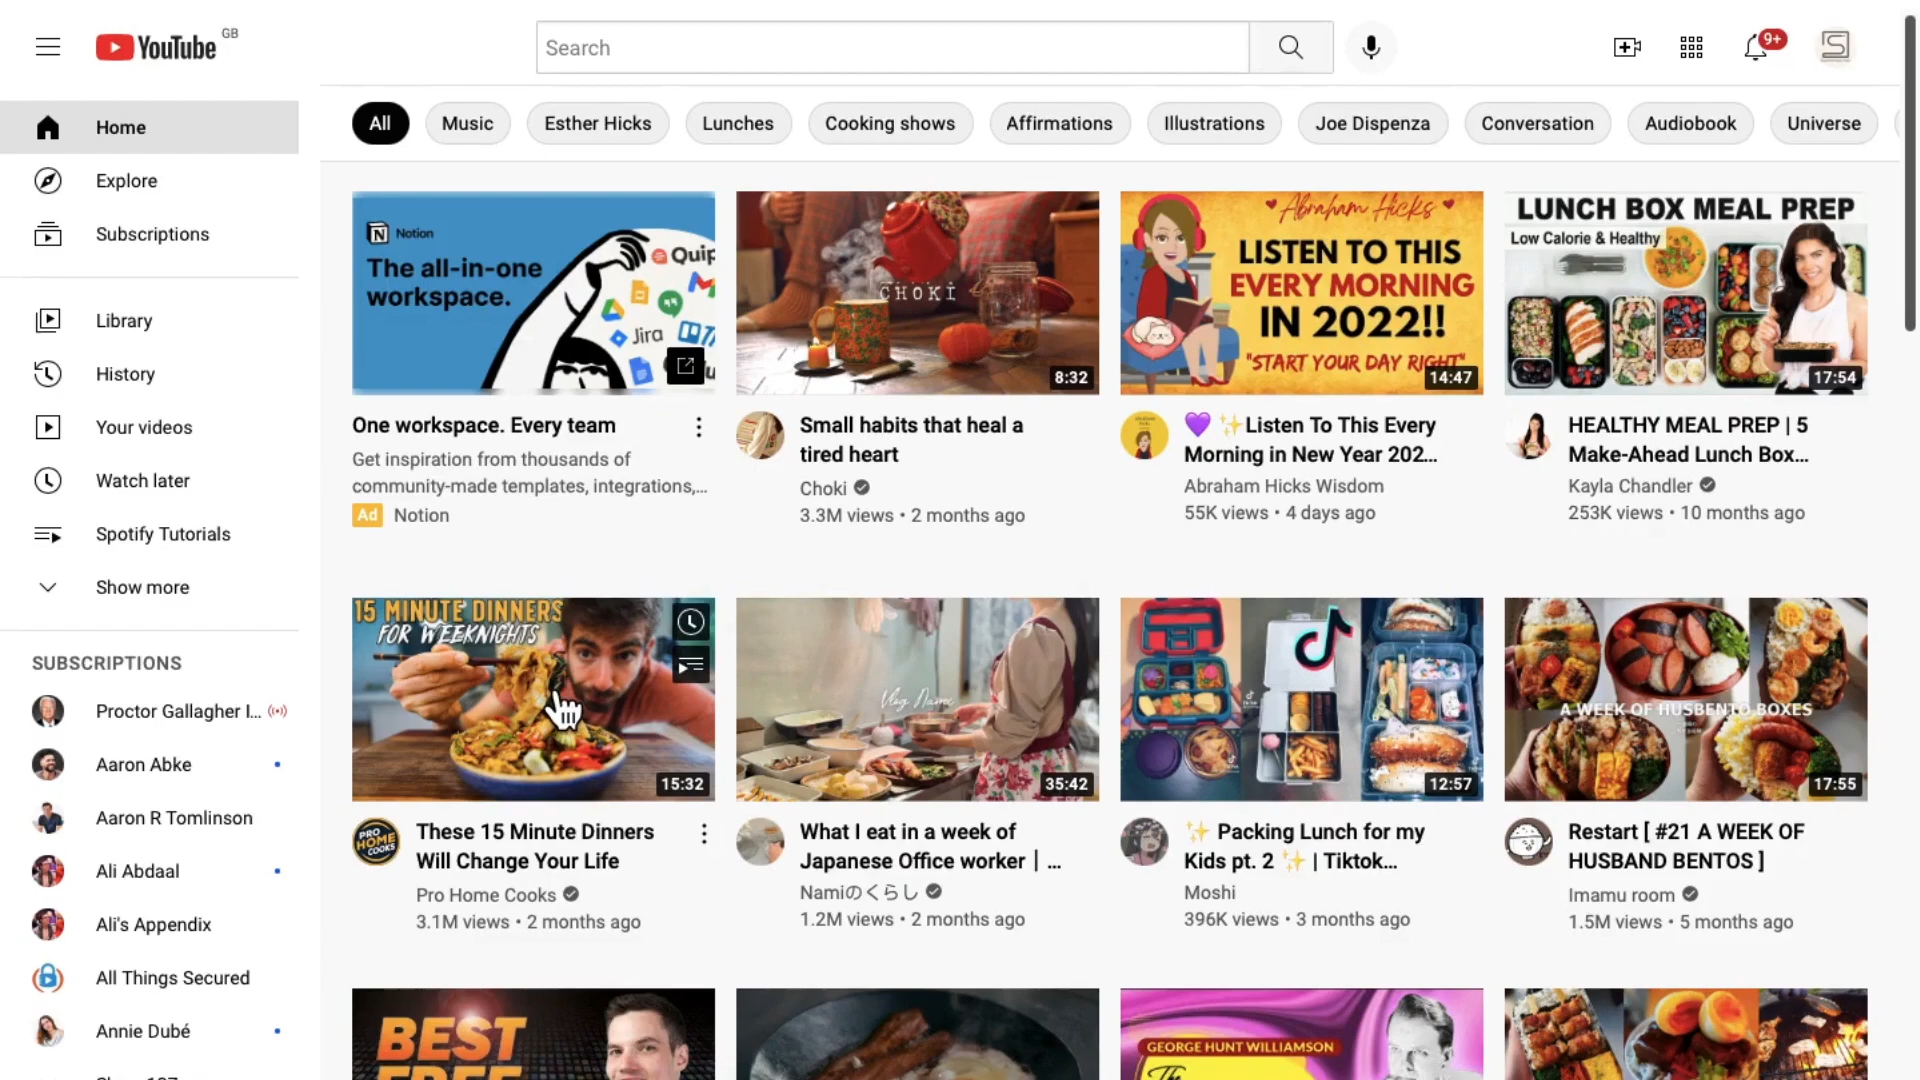 YouTube GB
Search
9+
Home
Explore
Subscriptions
Library
History
Your videos
Watch later
Spotify Tutorials
Show more
SUBSCRIPTIONS
Proctor Gallagher I...
Aaron Abke
Aaron R Tomlinson
Ali Abdaal
Ali's Appendix
All Things Secured
Annie Dubé
All
Music
Esther Hicks
Lunches
Cooking shows
Affirmations
Illustrations
Joe Dispenza
Conversation
Audiobook
Universe
Notion
The all-in-one
workspace.
Quip
Jira
One workspace. Every team
Get inspiration from thousands of
community-made templates, integrations,...
Ad Notion
CHOKI
8:32
Small habits that heal a
tired heart
Choki
3.3M views • 2 months ago
Abraham Hicks
LISTEN TO THIS
EVERY MORNING
IN 2022!!
"START YOUR DAY RIGHT"
14:47
💜 ✨Listen To This Every
Morning in New Year 202...
Abraham Hicks Wisdom
55K views • 4 days ago
LUNCH BOX MEAL PREP
Low Calorie & Healthy
17:54
HEALTHY MEAL PREP | 5
Make-Ahead Lunch Box...
Kayla Chandler
253K views • 10 months ago
15 MINUTE DINNERS
FOR WEEKNIGHTS
15:32
PRO
HOME
COOKS
These 15 Minute Dinners
Will Change Your Life
Pro Home Cooks
3.1M views • 2 months ago
Vlog Nami
35:42
What I eat in a week of
Japanese Office worker｜...
Namiのくらし
1.2M views • 2 months ago
12:57
✨ Packing Lunch for my
Kids pt. 2 ✨ | Tiktok...
Moshi
396K views • 3 months ago
A WEEK OF HUSBENTO BOXES
17:55
Restart [ #21 A WEEK OF
HUSBAND BENTOS ]
Imamu room
1.5M views • 5 months ago
BEST
FREE
GEORGE HUNT WILLIAMSON
The